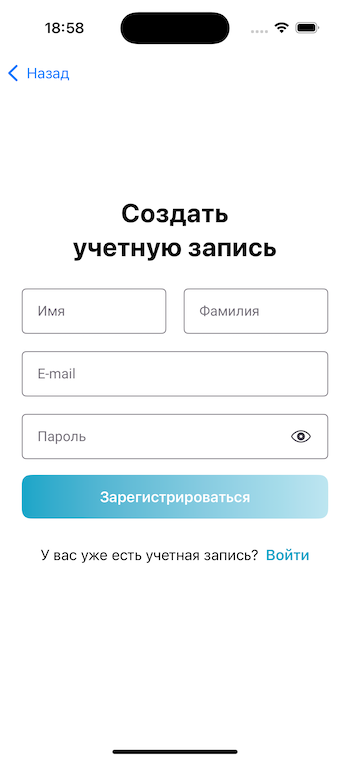 18:58
Назад
Создать
учетную запись
Имя
Фамилия
E-mail
Пароль
Зарегистрироваться
У вас уже есть учетная запись? Войти